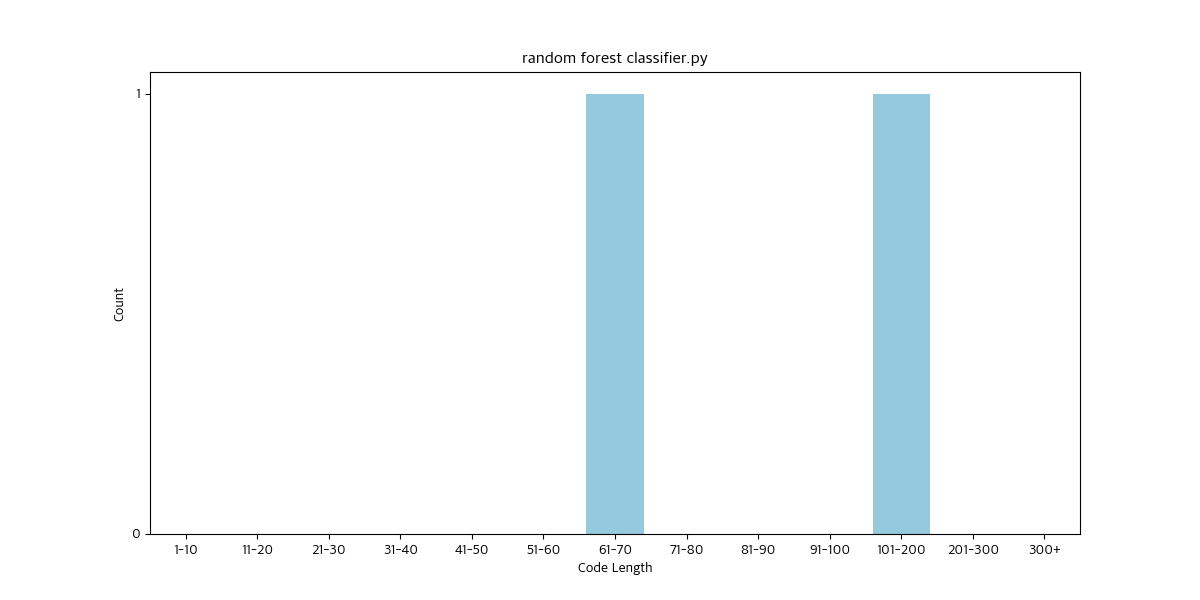 random forest classifier.py
1
Count
0
1-10 11-20 21-30 31-40 41-50 51-60 61-70 71-80 81-90 91-100 101-200 201-300 300+
Code Length